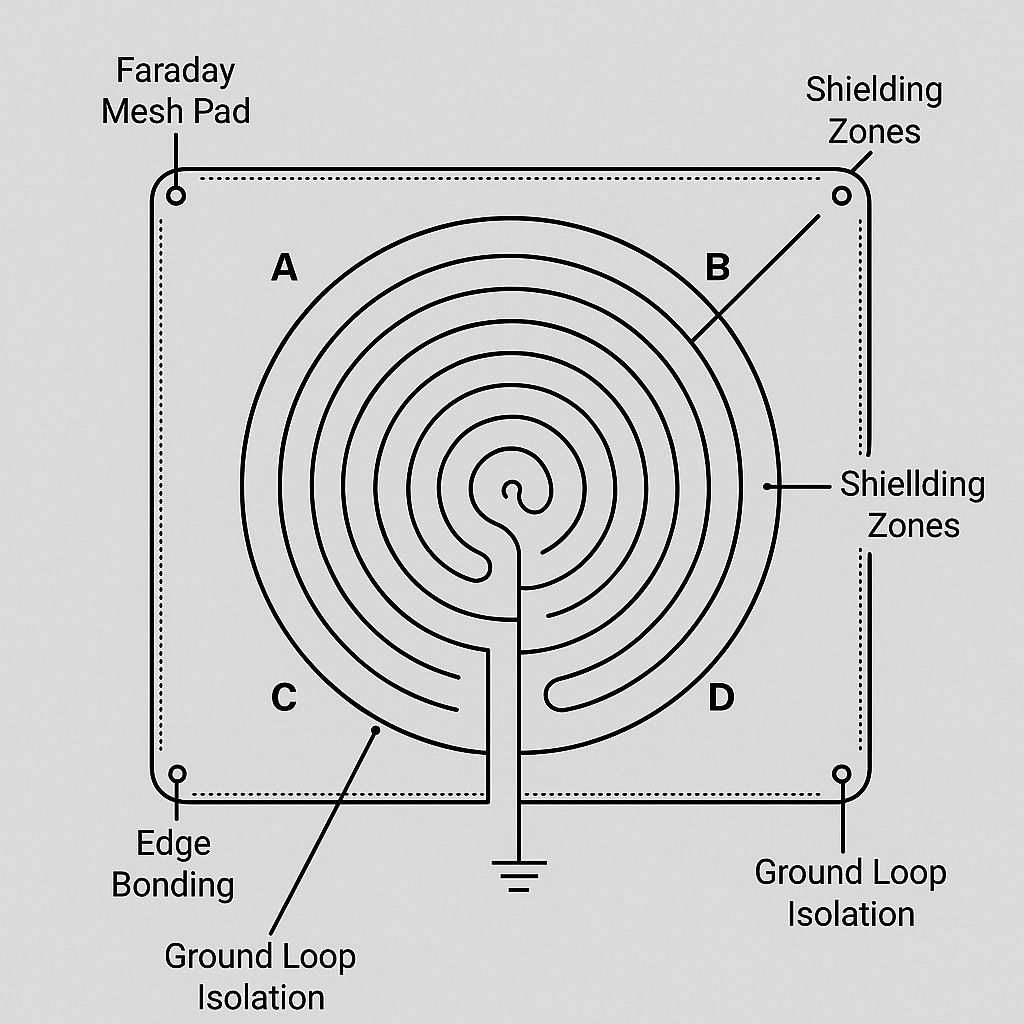 Faraday
Mesh Pad
Shielding
Zones
A
B
Shiellding
Zones
C
D
Edge
Bonding
Ground Loop
Isolation
Ground Loop
Isolation